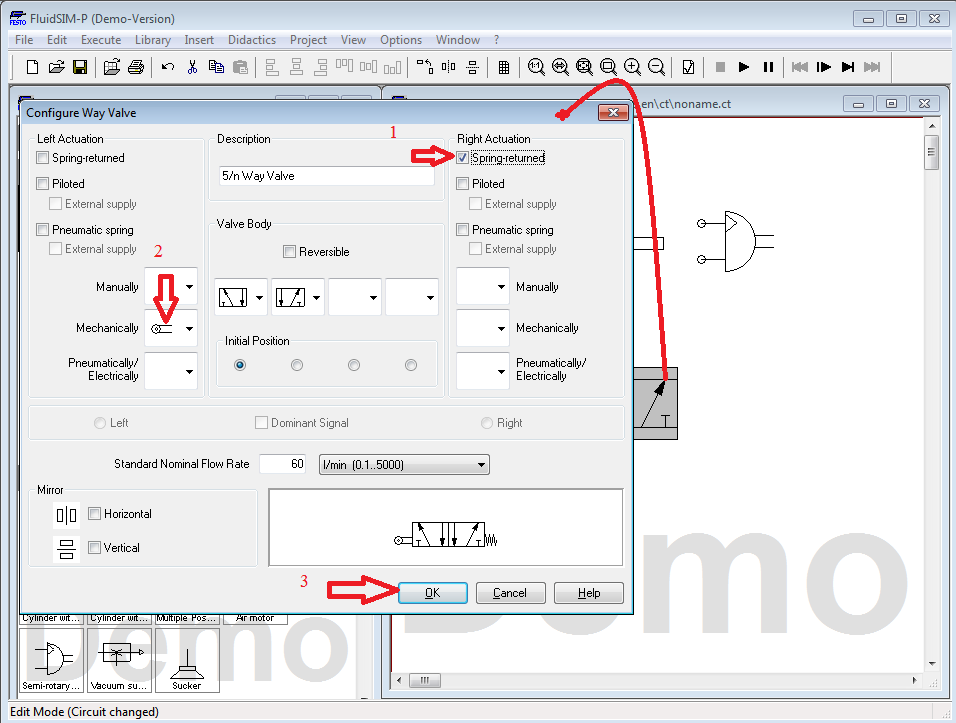 FESTO FluidSIM-P (Demo-Version)
File Edit Execute Library Insert Didactics Project View Options Window ?
1:1
en\ct\noname.ct
Configure Way Valve
1
Left Actuation
Spring-returned
Piloted
External supply
Pneumatic spring
External supply
2
Manually
Mechanically
Pneumatically/
Electrically
Description
5/n Way Valve
Valve Body
Reversible
Initial Position
Right Actuation
Spring-returned
Piloted
External supply
Pneumatic spring
External supply
Manually
Mechanically
Pneumatically/
Electrically
Left Dominant Signal Right
Standard Nominal Flow Rate 60 l/min (0.1..5000)
Mirror
Horizontal
Vertical
3
OK Cancel Help
Cylinder wit... Cylinder wit... Multiple Pos... Air motor
Semi-rotary... Vacuum su... Sucker
Demo
Demo
Edit Mode (Circuit changed)